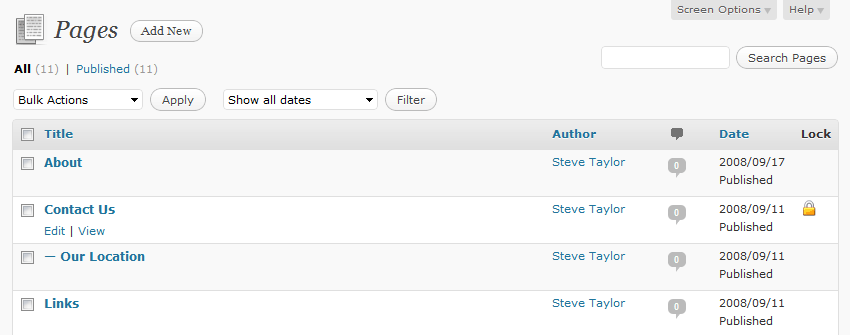 Screen Options Help
Pages Add New
Search Pages
All (11) | Published (11)
Bulk Actions Apply Show all dates Filter
Title Author Date Lock
About Steve Taylor 0 2008/09/17
Published
Contact Us Steve Taylor 0 2008/09/11
Edit | View Published
— Our Location Steve Taylor 0 2008/09/11
Published
Links Steve Taylor 0 2008/09/11
Published